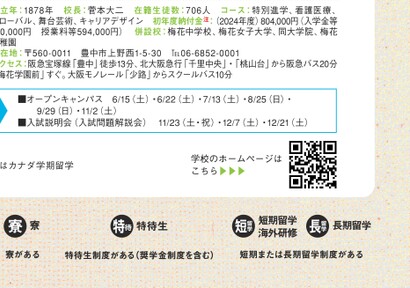 立年：1878年　校長：菅本大二　在籍生徒数：706人　コース：特別進学、看護医療、
ローバル、舞台芸術、キャリアデザイン　初年度納付金注：(2024年度) 804,000円（入学金等
0円　授業料等594,000円）　併設校：梅花中学校、梅花女子大学、同大学院、梅花
稚園
在地：〒560-0011　豊中市上野西1-5-30　TEL06-6852-0001
クセス：阪急宝塚線「豊中」徒歩13分、北大阪急行「千里中央」・「桃山台」から阪急バス20分
梅花学園前」すぐ。大阪モノレール「少路」からスクールバス10分
■オープンキャンパス　6/15（土）・6/22（土）・7/13（土）・8/25（日）・
9/29（日）・11/2（土）
■入試説明会（入試問題解説会）　11/23（土・祝）・12/7（土）・12/21（土）
はカナダ学期留学
学校のホームページは
こちら▶▶▶
寮 寮
特待 特待生
短留学 短期留学
海外研修
長留学 長期留学
寮がある
特待生制度がある（奨学金制度を含む）
短期または長期留学制度がある